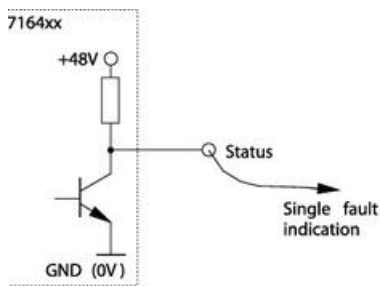 7164xx
+48V
Status
Single fault
indication
GND (0V)